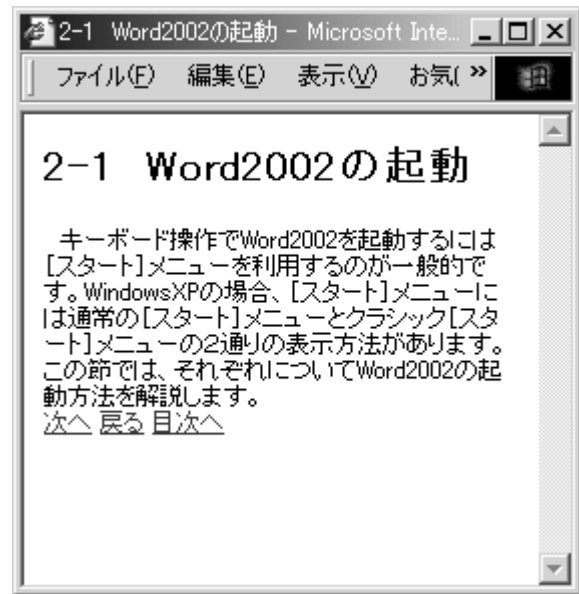 2-1 Word2002の起動 - Microsoft Inte...
ファイル(F) 編集(E) 表示(V) お気( »
2-1 Word2002の起動
キーボード操作でWord2002を起動するには
[スタート]メニューを利用するのが一般的で
す。WindowsXPの場合、[スタート]メニューに
は通常の[スタート]メニューとクラシック[スタ
ート]メニューの2通りの表示方法があります。
この節では、それぞれについてWord2002の起
動方法を解説します。
次へ 戻る 目次へ